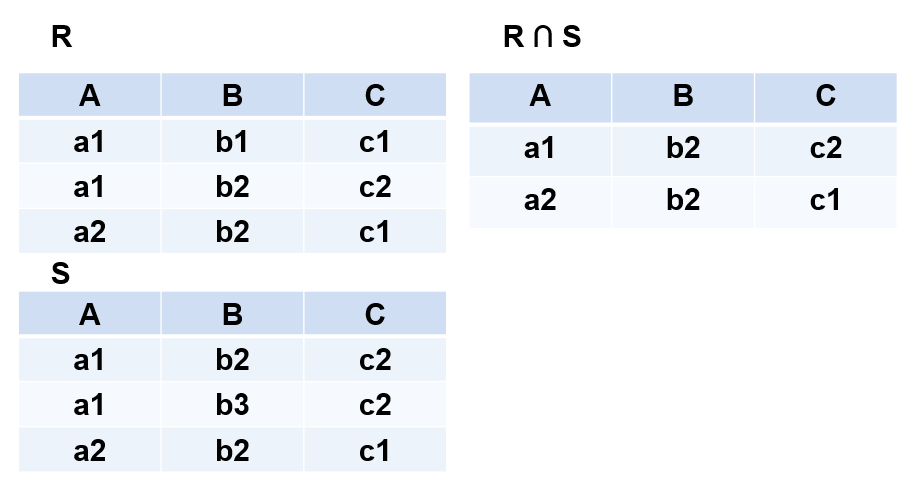 R
A B C
a1 b1 c1
a1 b2 c2
a2 b2 c1
S
A B C
a1 b2 c2
a1 b3 c2
a2 b2 c1
R ∩ S
A B C
a1 b2 c2
a2 b2 c1